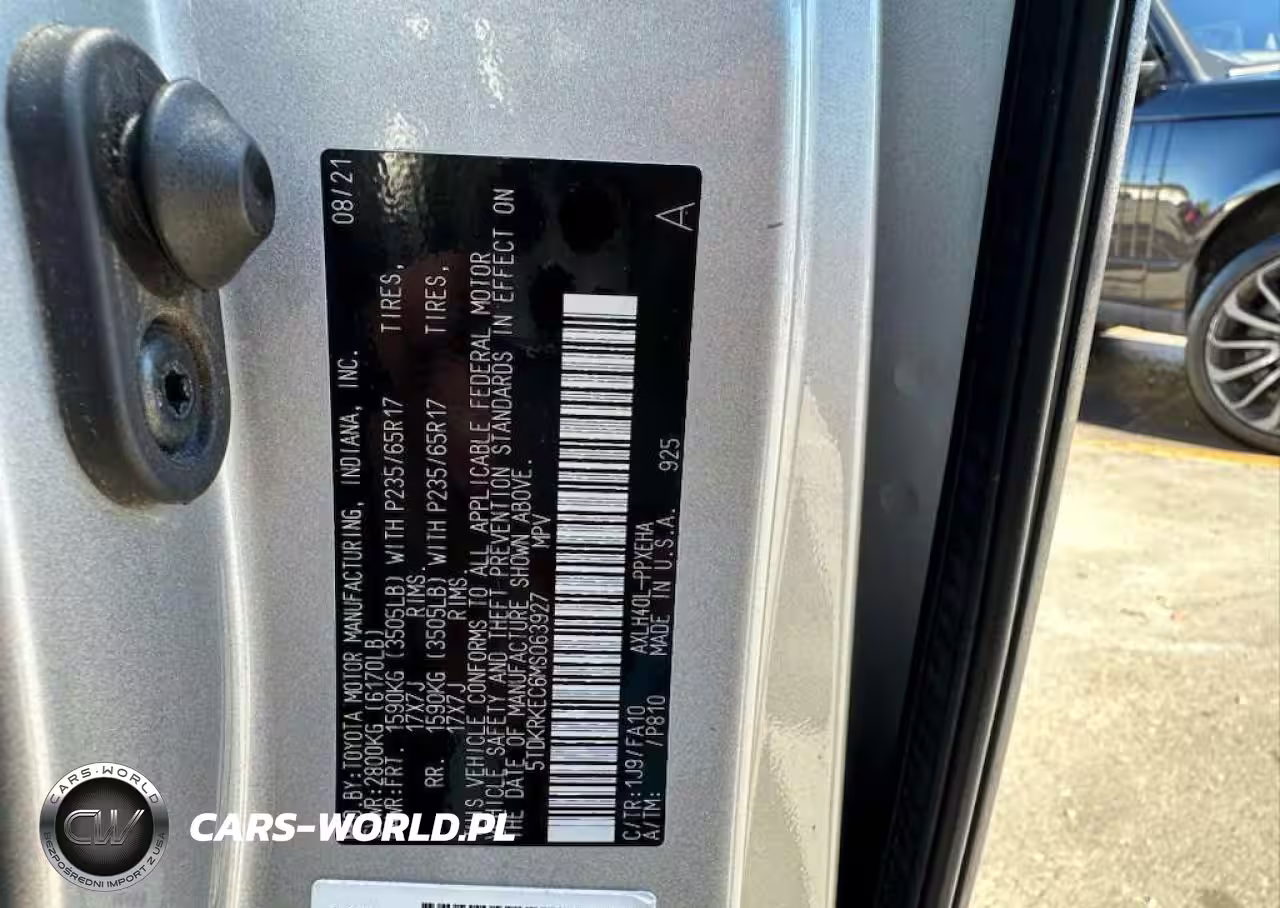 08/21
MFD.BY:TOYOTA MOTOR MANUFACTURING, INDIANA, INC.
GVWR:2800KG (6170LB)
GAWR:FRT. 1590KG (3505LB) WITH P235/65R17 TIRES,
17X7J RIMS.
RR. 1590KG (3505LB) WITH P235/65R17 TIRES,
17X7J RIMS
THIS VEHICLE CONFORMS TO ALL APPLICABLE FEDERAL MOTOR
VEHICLE SAFETY AND THEFT PREVENTION STANDARDS IN EFFECT ON
THE DATE OF MANUFACTURE SHOWN ABOVE.
5TDKRKEC6MS063927 MPV
C/TR:1J9/FA10 AXLH40L-PPXEHA
A/TM: /P810 MADE IN U.S.A. 925
A
CARS-WORLD
CW
BEZPOŚREDNI IMPORT Z USA
CARS-WORLD.PL